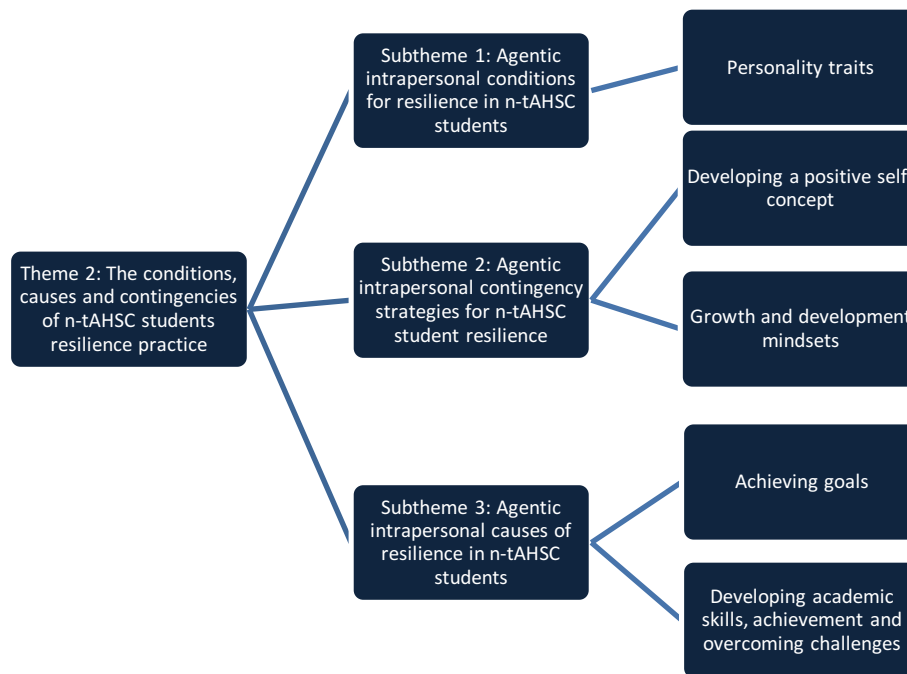 Theme 2: The conditions,
causes and contingencies
of n-tAHSC students
resilience practice
Subtheme 1: Agentic
intrapersonal conditions
for resilience in n-tAHSC
students
Personality traits
Subtheme 2: Agentic
intrapersonal contingency
strategies for n-tAHSC
student resilience
Developing a positive self
concept
Growth and development
mindsets
Subtheme 3: Agentic
intrapersonal causes of
resilience in n-tAHSC
students
Achieving goals
Developing academic
skills, achievement and
overcoming challenges